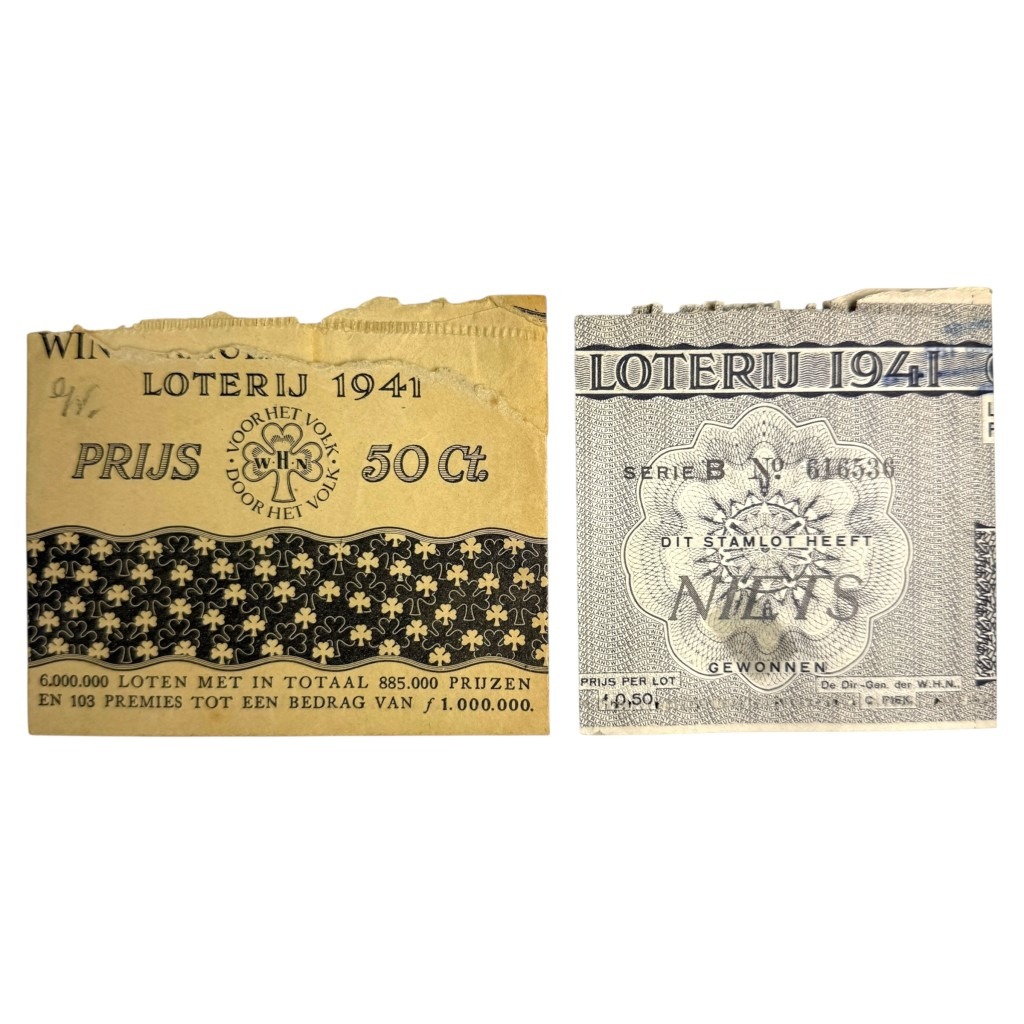 WIN
LOTERIJ 1941
PRIJS
VOOR HET VOLK
W·H·N
DOOR HET VOLK
50 Ct.
6.000.000 LOTEN MET IN TOTAAL 885.000 PRIJZEN
EN 103 PREMIES TOT EEN BEDRAG VAN ƒ 1.000.000.
LOTERIJ 1941
SERIE B No 616536
DIT STAMLOT HEEFT
NIETS
GEWONNEN
PRIJS PER LOT
ƒ 0,50
De Dir-Gen. der W.H.N.
C. PIEK.